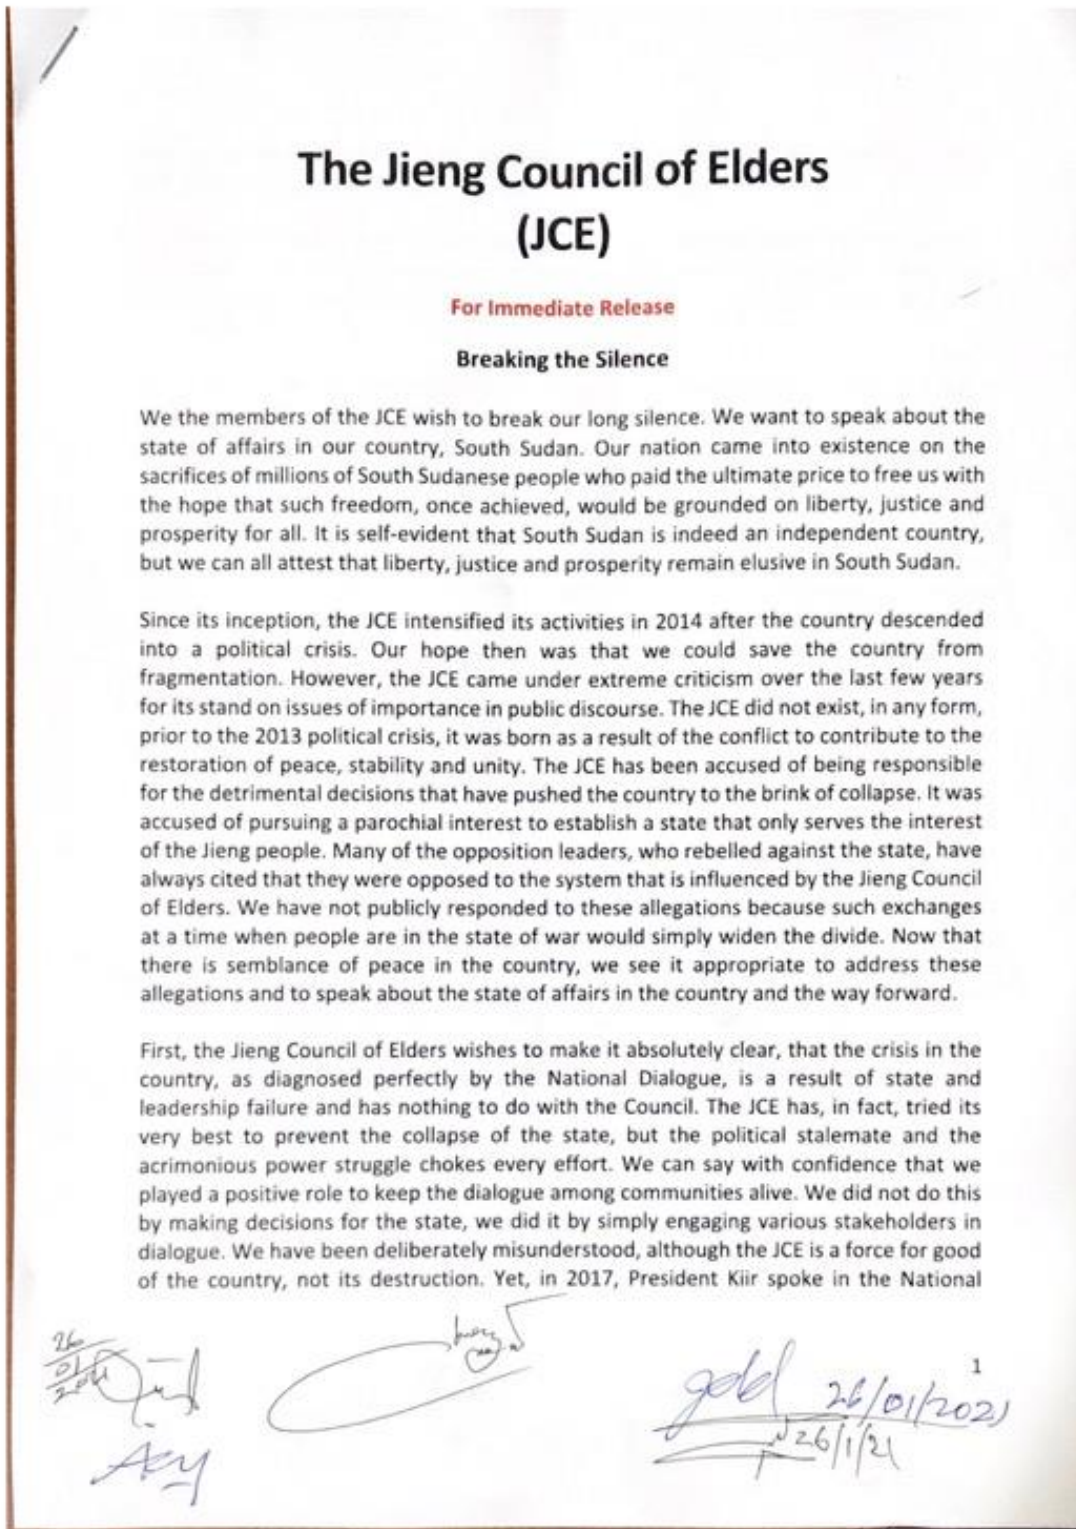 The Jieng Council of Elders
(JCE)
For Immediate Release
Breaking the Silence
We the members of the JCE wish to break our long silence. We want to speak about the
state of affairs in our country, South Sudan. Our nation came into existence on the
sacrifices of millions of South Sudanese people who paid the ultimate price to free us with
the hope that such freedom, once achieved, would be grounded on liberty, justice and
prosperity for all. It is self-evident that South Sudan is indeed an independent country,
but we can all attest that liberty, justice and prosperity remain elusive in South Sudan.
Since its inception, the JCE intensified its activities in 2014 after the country descended
into a political crisis. Our hope then was that we could save the country from
fragmentation. However, the JCE came under extreme criticism over the last few years
for its stand on issues of importance in public discourse. The JCE did not exist, in any form,
prior to the 2013 political crisis, it was born as a result of the conflict to contribute to the
restoration of peace, stability and unity. The JCE has been accused of being responsible
for the detrimental decisions that have pushed the country to the brink of collapse. It was
accused of pursuing a parochial interest to establish a state that only serves the interest
of the Jieng people. Many of the opposition leaders, who rebelled against the state, have
always cited that they were opposed to the system that is influenced by the Jieng Council
of Elders. We have not publicly responded to these allegations because such exchanges
at a time when people are in the state of war would simply widen the divide. Now that
there is semblance of peace in the country, we see it appropriate to address these
allegations and to speak about the state of affairs in the country and the way forward.
First, the Jieng Council of Elders wishes to make it absolutely clear, that the crisis in the
country, as diagnosed perfectly by the National Dialogue, is a result of state and
leadership failure and has nothing to do with the Council. The JCE has, in fact, tried its
very best to prevent the collapse of the state, but the political stalemate and the
acrimonious power struggle chokes every effort. We can say with confidence that we
played a positive role to keep the dialogue among communities alive. We did not do this
by making decisions for the state, we did it by simply engaging various stakeholders in
dialogue. We have been deliberately misunderstood, although the JCE is a force for good
of the country, not its destruction. Yet, in 2017, President Kiir spoke in the National
1
26/01/2021
26/1/21